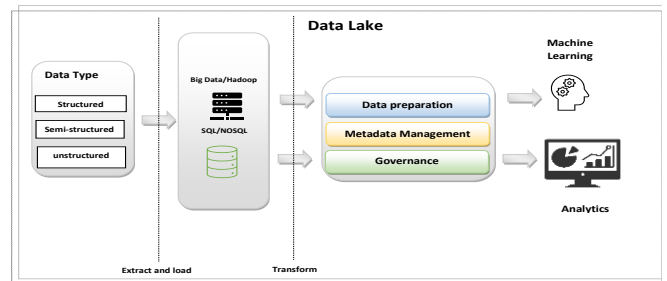 Data Lake
Data Type
Structured
Semi-structured
unstructured
Big Data/Hadoop
SQL/NOSQL
Data preparation
Metadata Management
Governance
Machine
Learning
Analytics
Extract and load
Transform